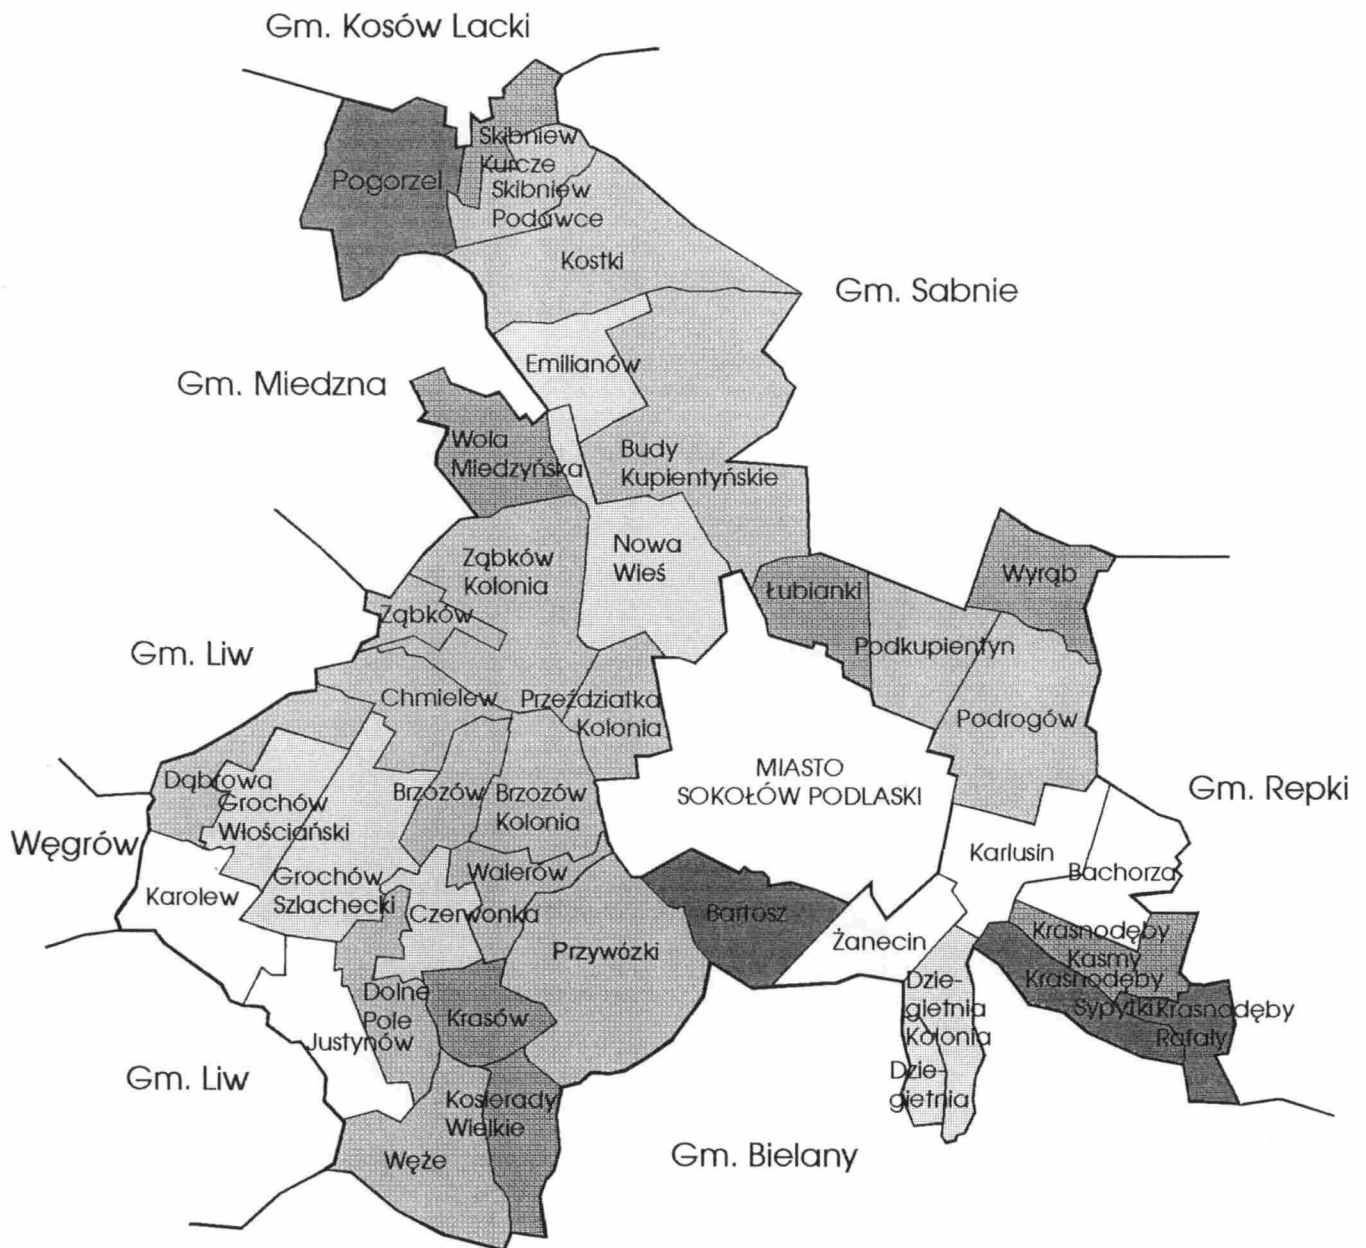 Gm. Kosów Lacki
Skibniew
Kurcze
Pogorzel
Skibniew
Podawce
Kostki
Gm. Sabnie
Emilianów
Gm. Miedzna
Wola
Miedzyńska
Budy
Kupientyńskie
Nowa
Wieś
Ząbków
Kolonia
Wyrąb
Łubianki
Ząbków
Podkupientyn
Gm. Liw
Chmielew
Przeździatka
Kolonia
Podrogów
MIASTO
SOKOŁÓW PODLASKI
Dąbrowa
Grochów
Włościański
Brzozów
Brzozów
Kolonia
Gm. Repki
Węgrów
Karlusin
Bachorza
Walerów
Grochów
Szlachecki
Karolew
Czerwonka
Bartosz
Żanecin
Krasnodęby
Kasmy
Przywózki
Krasnodęby
Sypytki
Krasnodęby
Rafały
Dzie-
gietnia
Kolonia
Dolne
Pole
Krasów
Justynów
Gm. Liw
Dzie-
gietnia
Kosierady
Wielkie
Gm. Bielany
Węże